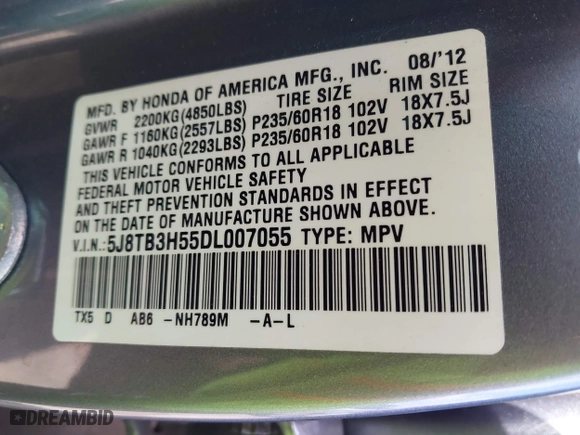 MFD. BY HONDA OF AMERICA MFG., INC. 08/'12
GVWR 2200KG(4850LBS) TIRE SIZE RIM SIZE
GAWR F 1160KG(2557LBS) P235/60R18 102V 18X7.5J
GAWR R 1040KG(2293LBS) P235/60R18 102V 18X7.5J
THIS VEHICLE CONFORMS TO ALL APPLICABLE
FEDERAL MOTOR VEHICLE SAFETY
AND THEFT PREVENTION STANDARDS IN EFFECT
ON THE DATE OF MANUFACTURE SHOWN ABOVE.
V.I.N.: 5J8TB3H55DL007055 TYPE: MPV
TX5 D AB6 -NH789M -A-L
DREAMBID